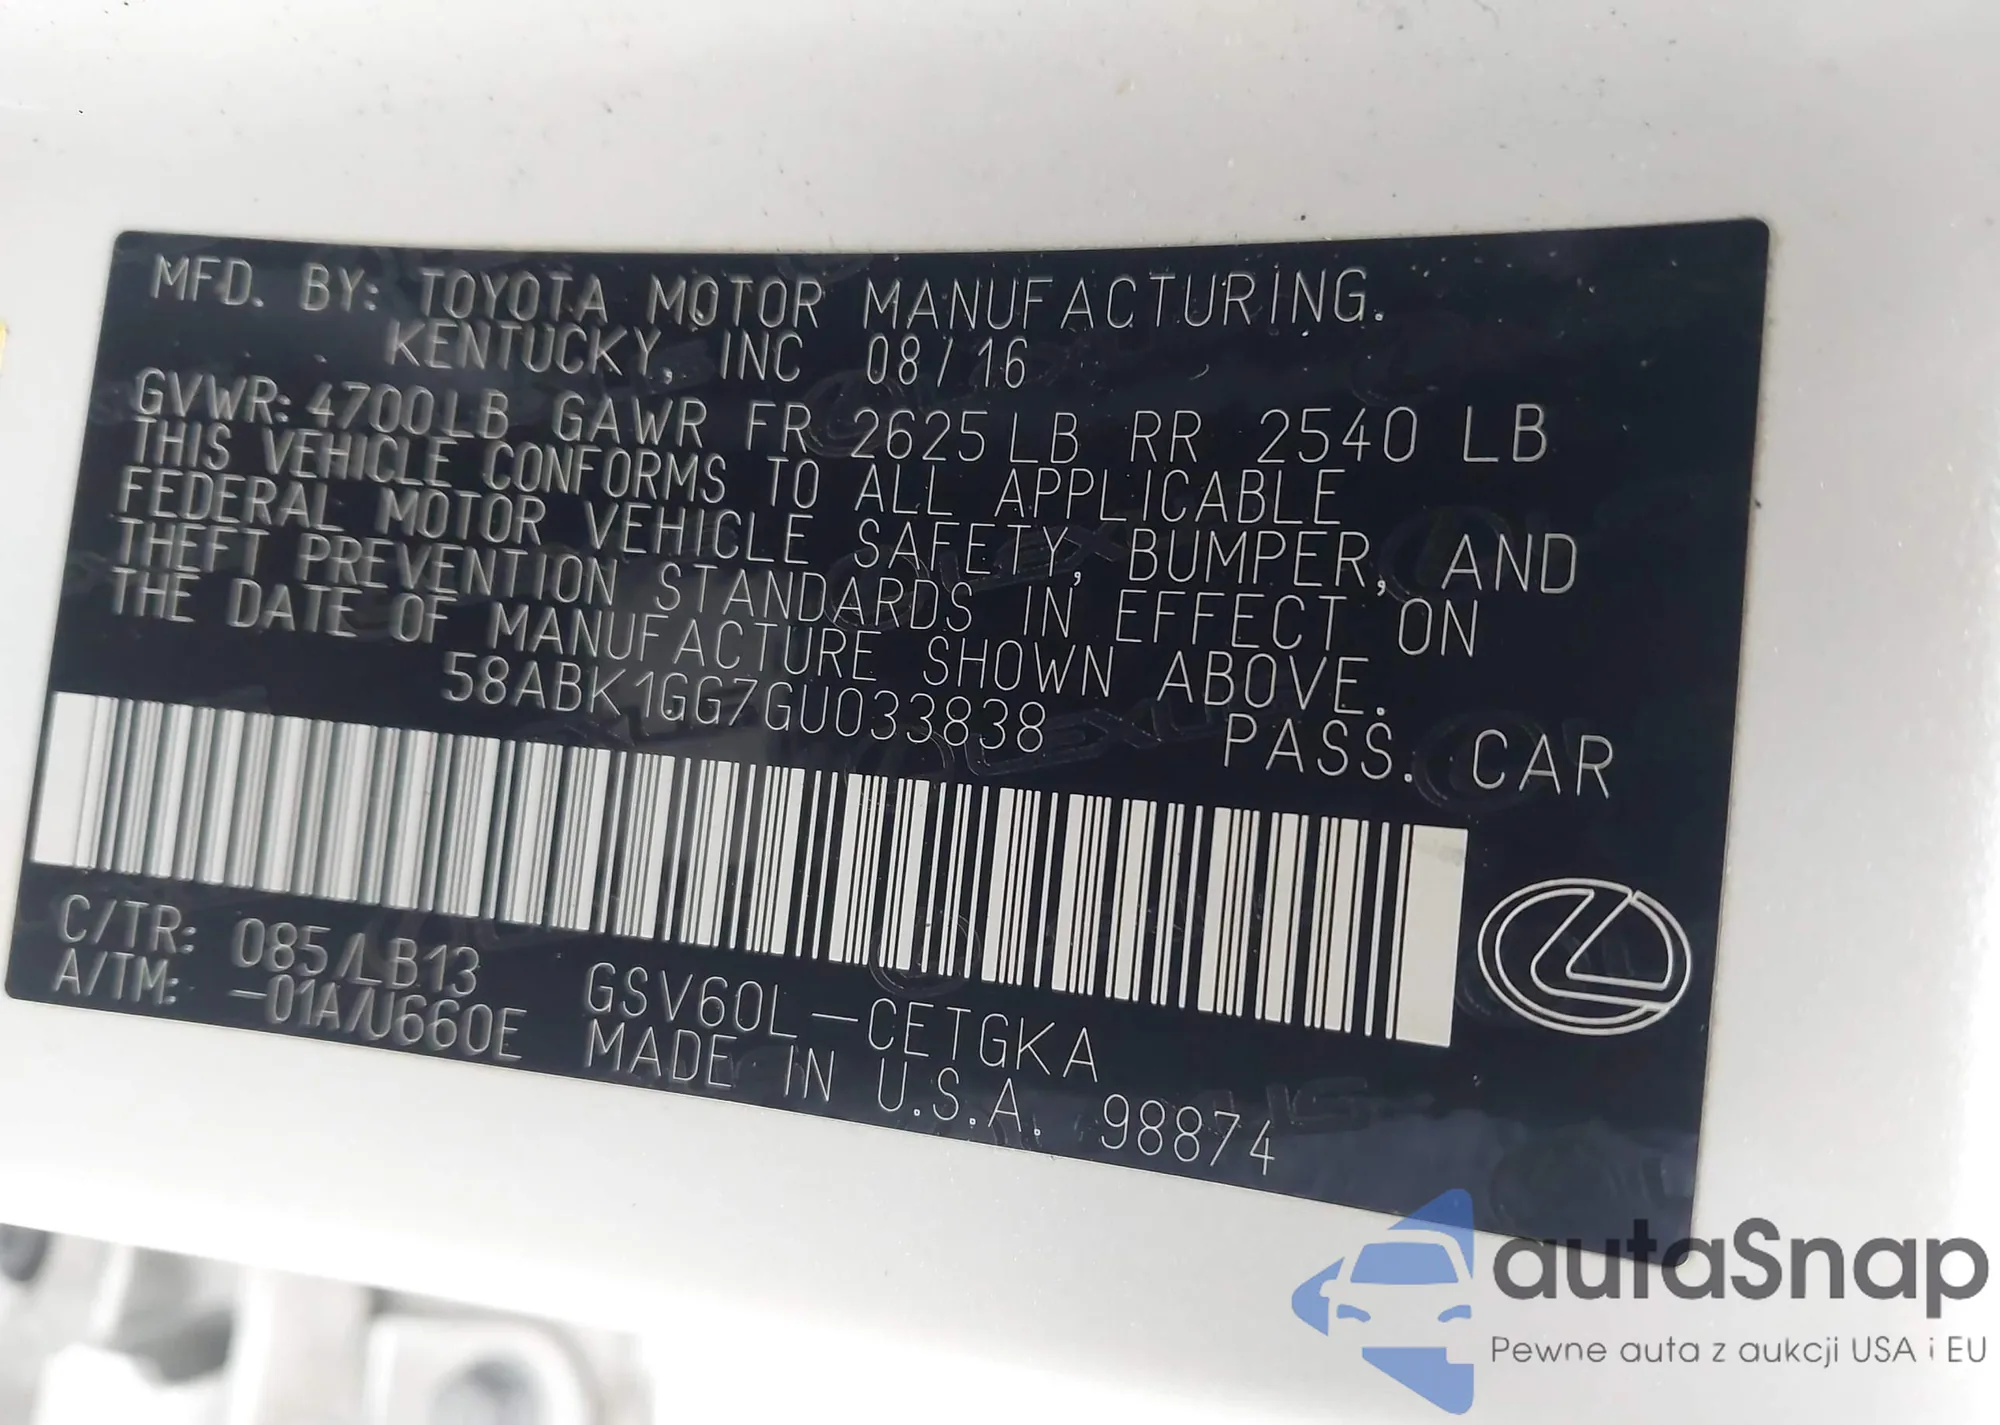 MFD. BY: TOYOTA MOTOR MANUFACTURING.
KENTUCKY, INC 08/16
GVWR: 4700LB GAWR FR 2625LB RR 2540 LB
THIS VEHICLE CONFORMS TO ALL APPLICABLE
FEDERAL MOTOR VEHICLE SAFETY, BUMPER, AND
THEFT PREVENTION STANDARDS IN EFFECT ON
THE DATE OF MANUFACTURE SHOWN ABOVE.
58ABK1GG7GU033838 PASS. CAR
C/TR: 085/LB13 GSV60L-CETGKA
A/TM: -01A/U660E MADE IN U.S.A. 98874
autaSnap
Pewne auta z aukcji USA i EU